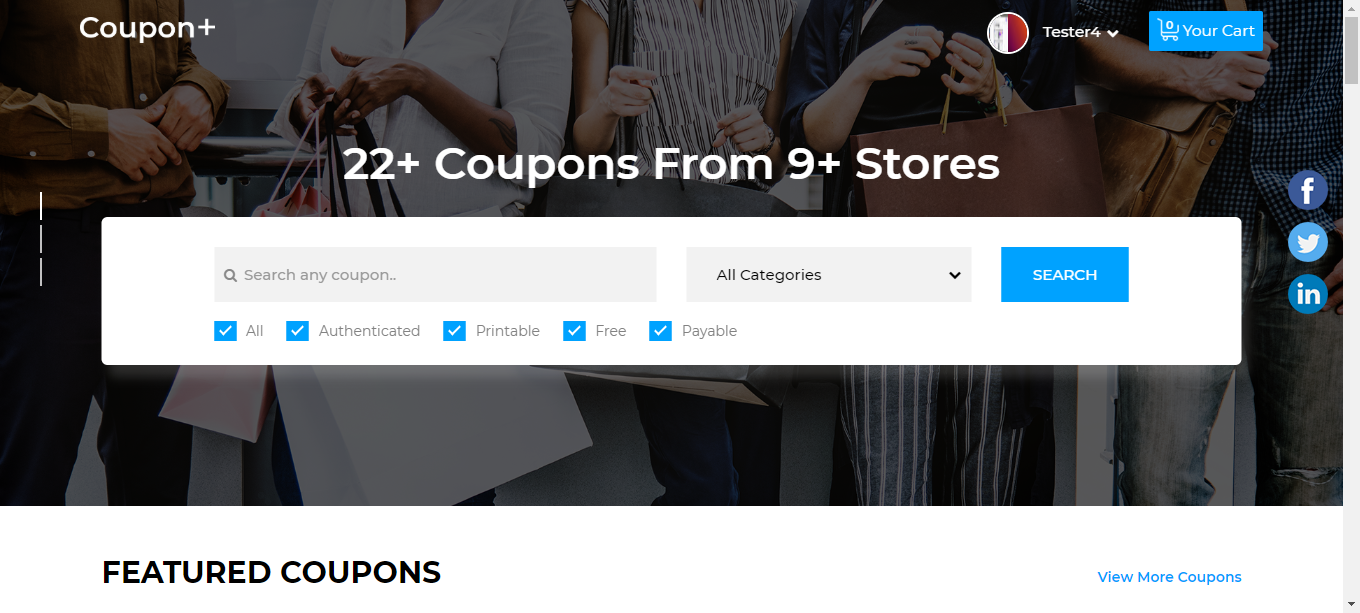 Coupon+
Tester4
0 Your Cart
22+ Coupons From 9+ Stores
Search any coupon..
All Categories
SEARCH
All Authenticated Printable Free Payable
FEATURED COUPONS
View More Coupons